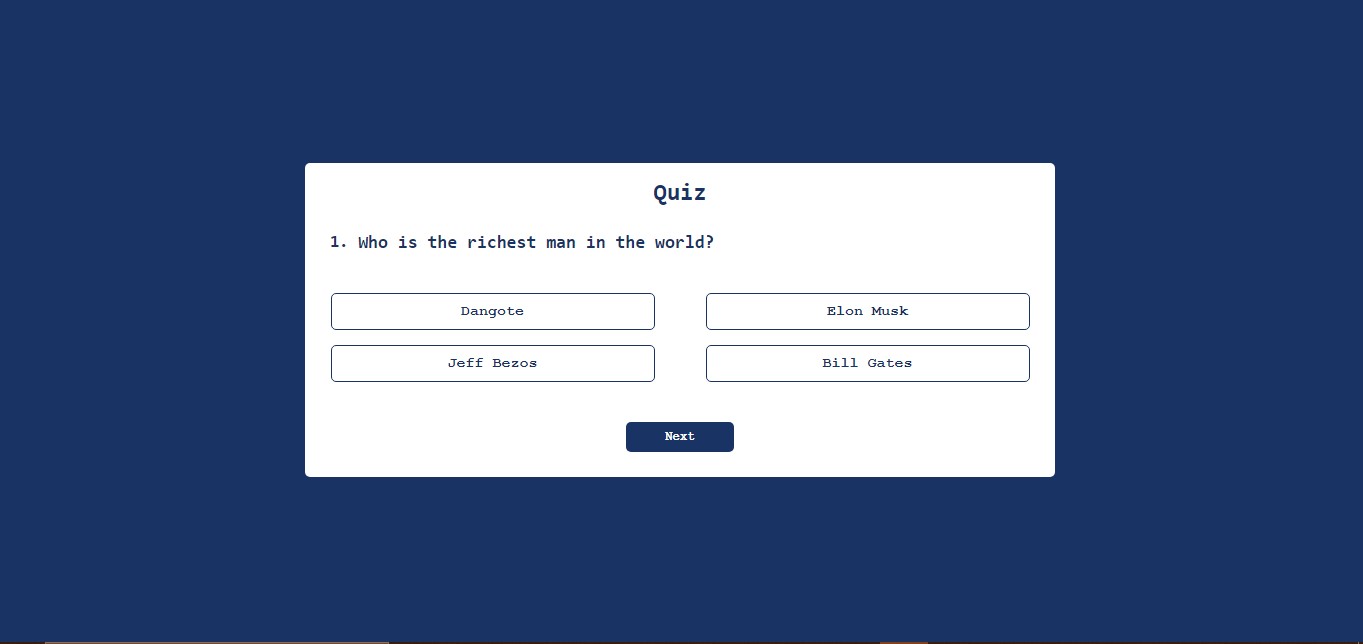 Quiz
1. Who is the richest man in the world?
Dangote
Elon Musk
Jeff Bezos
Bill Gates
Next